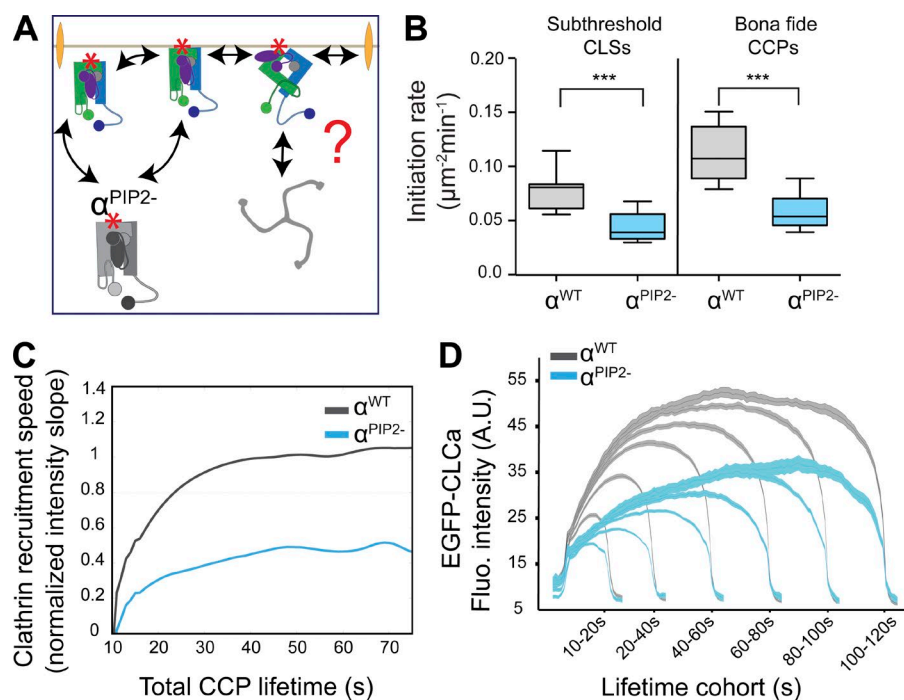 A
*
*
*
?
α^PIP2-
*
B
Subthreshold
CLSs
Bona fide
CCPs
***
***
Initiation rate
(µm⁻²min⁻¹)
0.20
0.15
0.10
0.05
0.0
α^WT
α^PIP2-
α^WT
α^PIP2-
C
Clathrin recruitment speed
(normalized intensity slope)
1.4
1
0.8
0.4
0.2
0
α^WT
α^PIP2-
10
20
30
40
50
60
70
15
Total CCP lifetime (s)
D
α^WT
α^PIP2-
EGFP-CLCa
Fluo. intensity (A.U.)
55
45
35
25
15
5
10-20s
20-40s
40-60s
60-80s
80-100s
100-120s
Lifetime cohort (s)